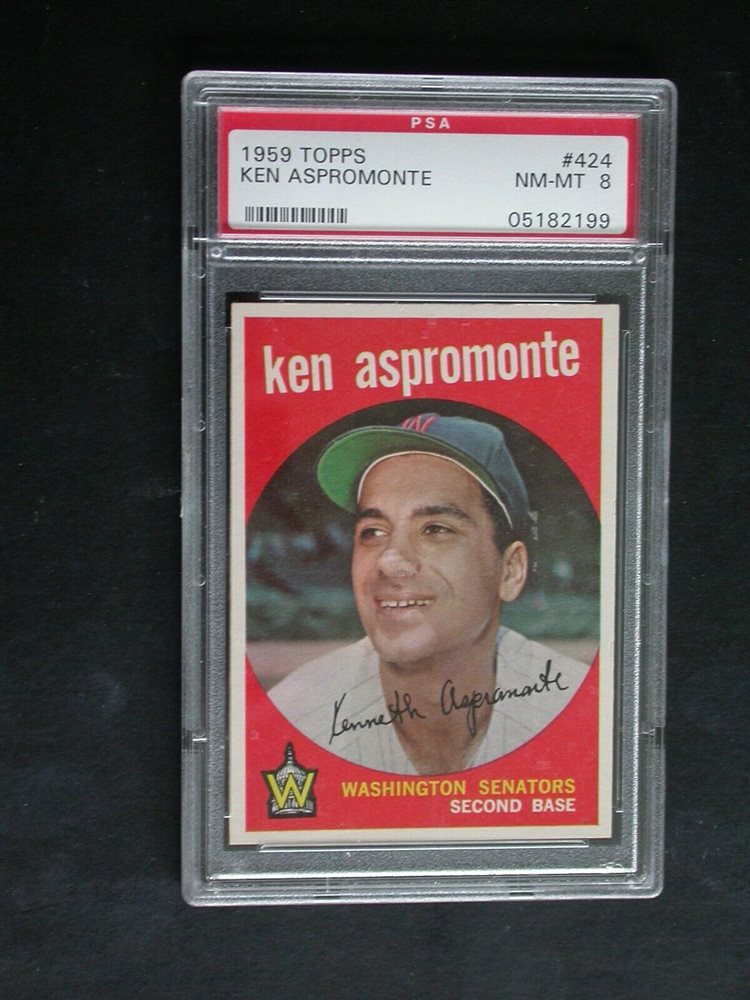 PSA
1959 TOPPS #424
KEN ASPROMONTE NM-MT 8
05182199
ken aspromonte
W
Kenneth Aspromonte
W
WASHINGTON SENATORS
SECOND BASE